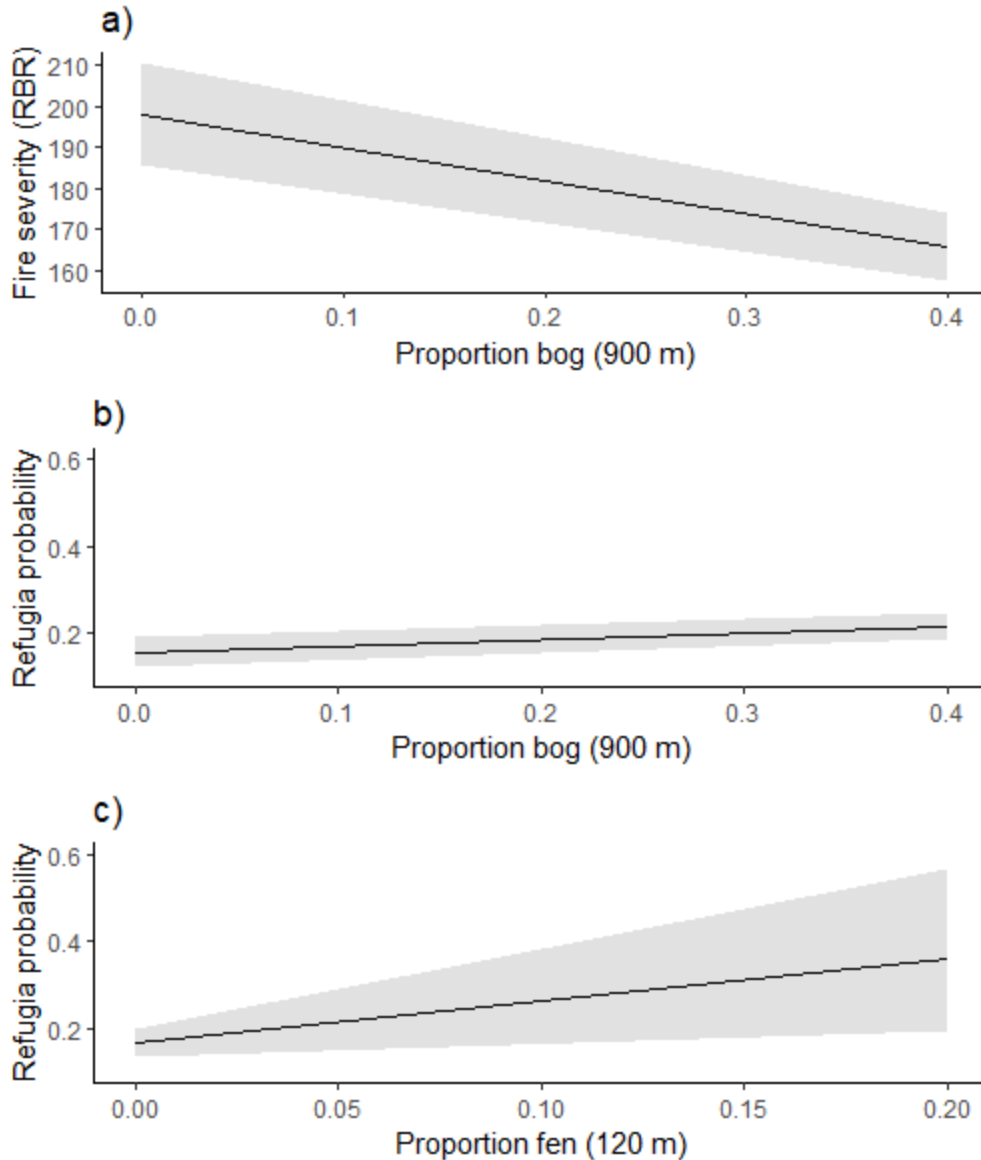 a)
Fire severity (RBR)
210
200
190
180
170
160
0.0 0.1 0.2 0.3 0.4
Proportion bog (900 m)
b)
Refugia probability
0.6
0.4
0.2
0.0 0.1 0.2 0.3 0.4
Proportion bog (900 m)
c)
Refugia probability
0.6
0.4
0.2
0.00 0.05 0.10 0.15 0.20
Proportion fen (120 m)